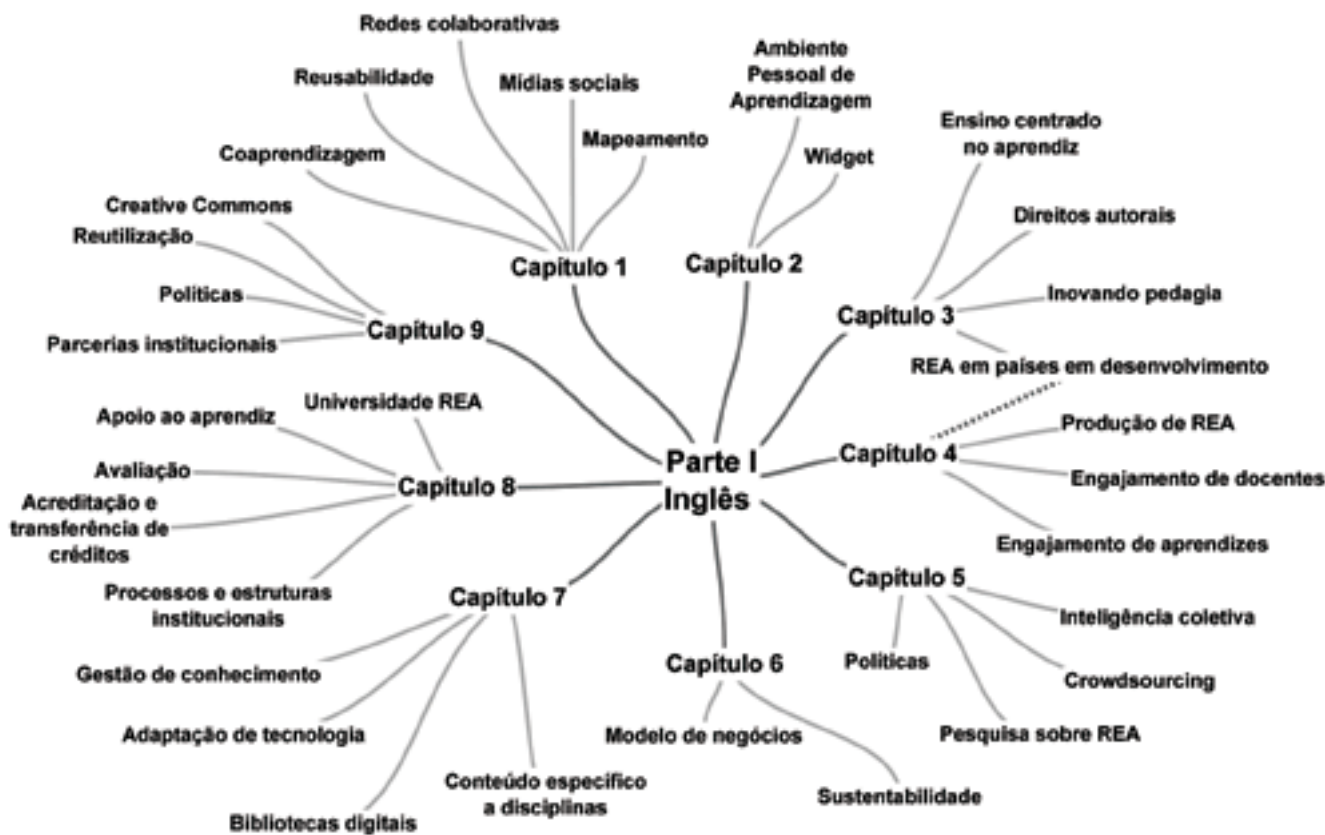 Parte I
Inglês
Capítulo 1
Redes colaborativas
Reusabilidade
Mídias sociais
Mapeamento
Coaprendizagem
Capítulo 2
Ambiente
Pessoal de
Aprendizagem
Widget
Capítulo 3
Ensino centrado
no aprendiz
Direitos autorais
Inovando pedagia
REA em países em desenvolvimento
Capítulo 4
Produção de REA
Engajamento de docentes
Engajamento de aprendizes
Capítulo 5
Inteligência coletiva
Crowdsourcing
Pesquisa sobre REA
Políticas
Capítulo 6
Modelo de negócios
Sustentabilidade
Capítulo 7
Gestão de conhecimento
Adaptação de tecnologia
Bibliotecas digitais
Conteúdo específico
a disciplinas
Capítulo 8
Universidade REA
Apoio ao aprendiz
Avaliação
Acreditação e
transferência de
créditos
Processos e estruturas
institucionais
Capítulo 9
Creative Commons
Reutilização
Políticas
Parcerias institucionais